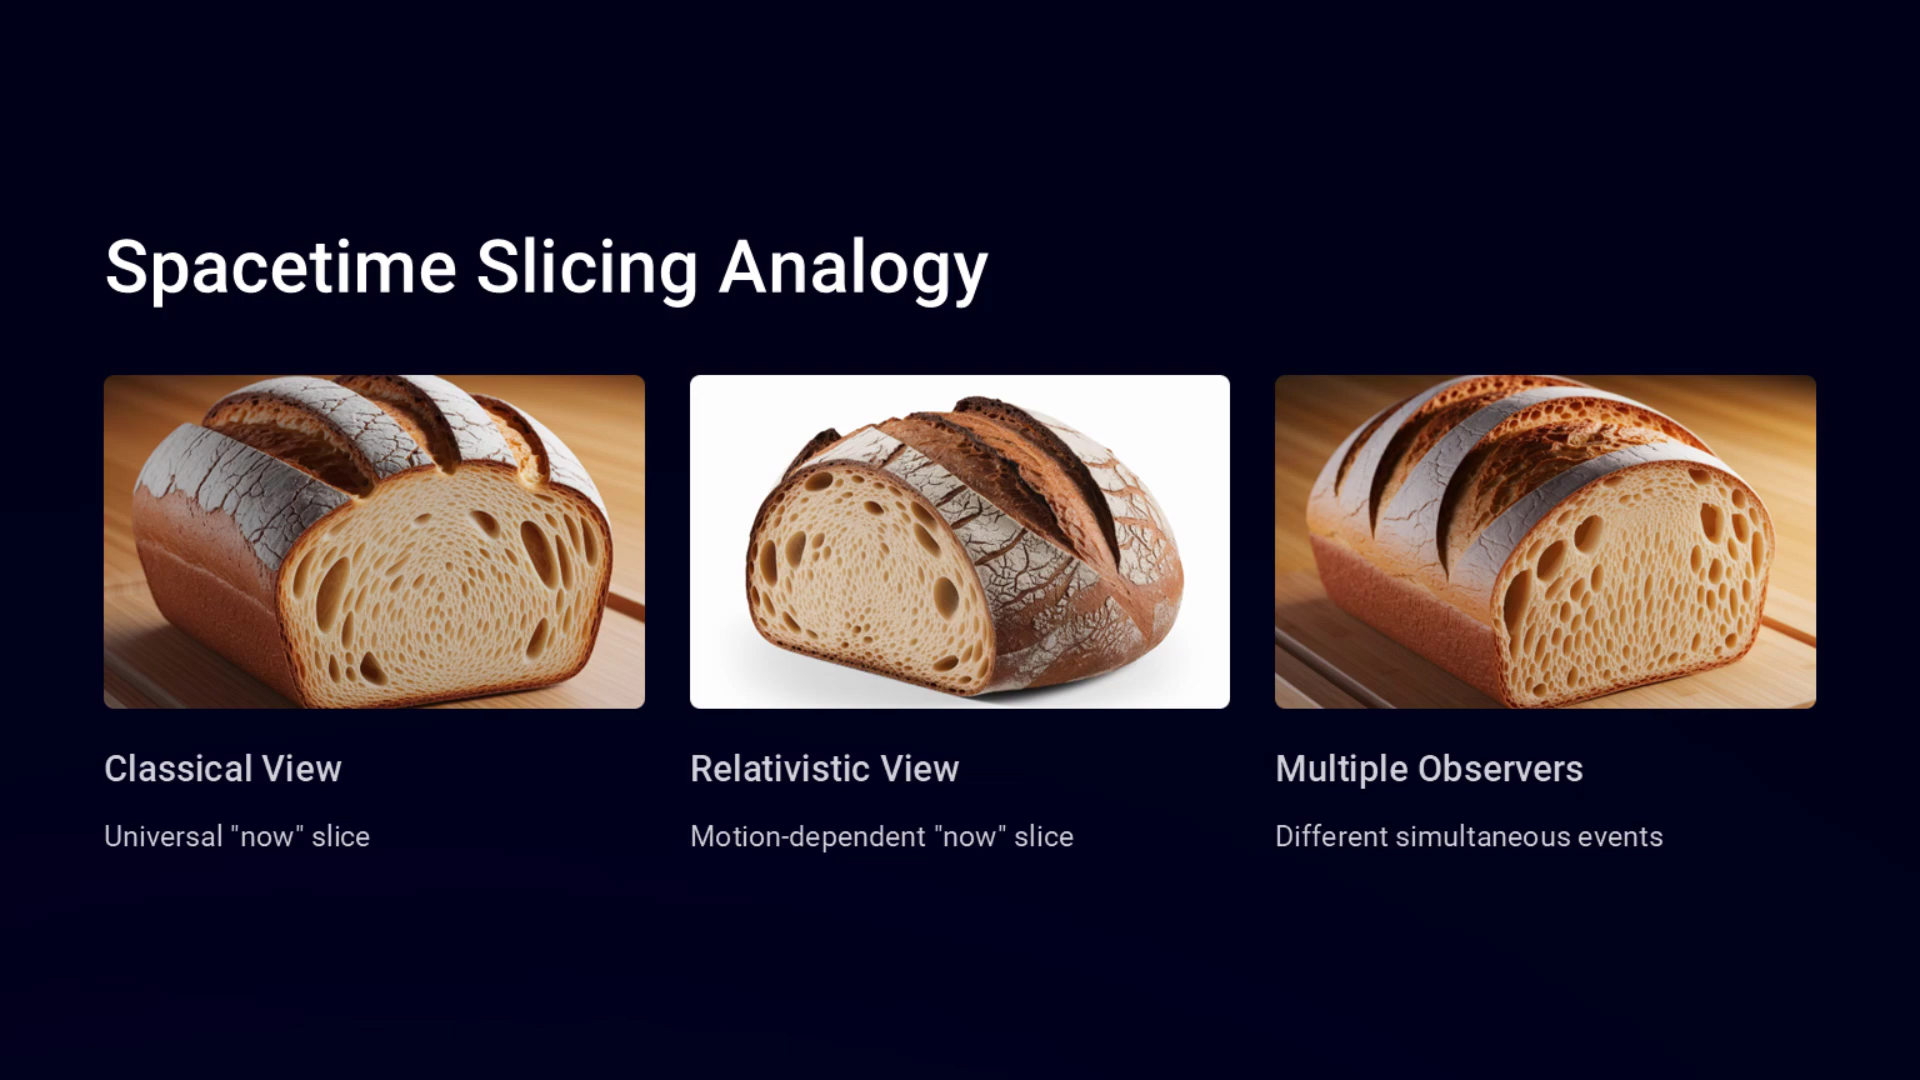 Spacetime Slicing Analogy
Classical View
Universal "now" slice
Relativistic View
Motion-dependent "now" slice
Multiple Observers
Different simultaneous events